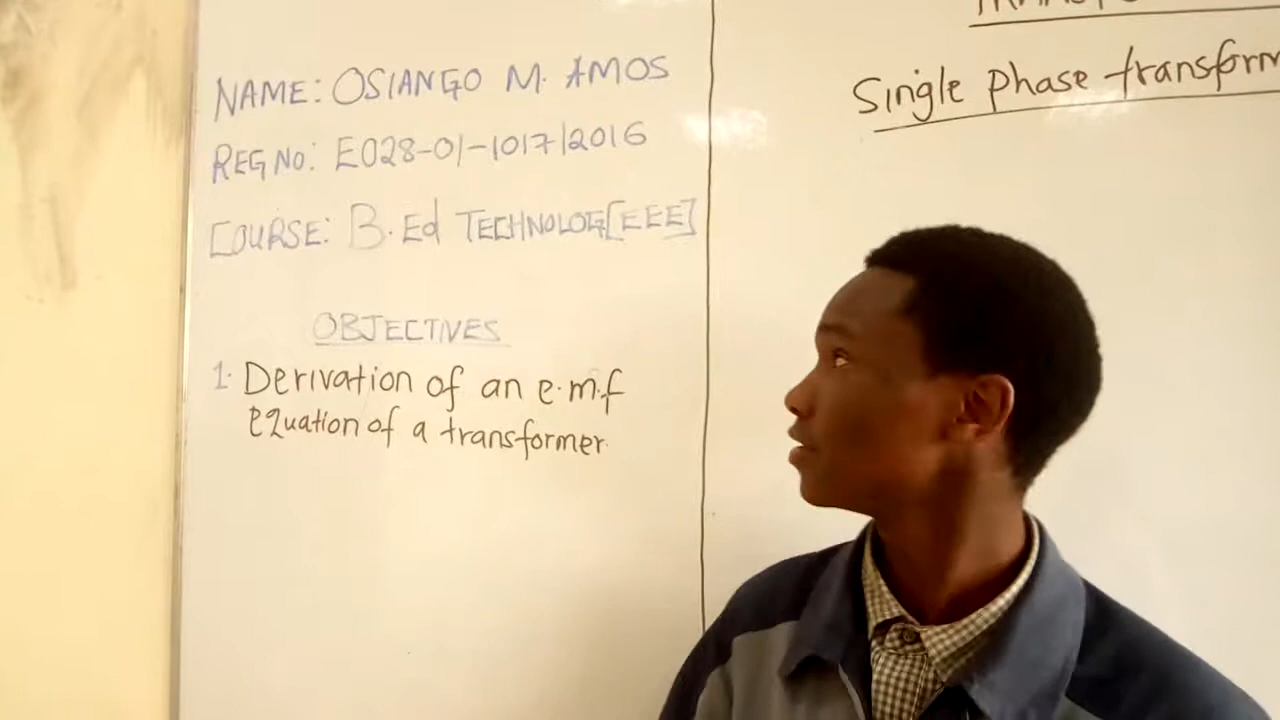 NAME: OSIANGO M. AMOS
REG NO: E028-01-1017/2016
COURSE: B.Ed TECHNOLOG[EEE]
OBJECTIVES
1. Derivation of an e.m.f
equation of a transformer.
Single phase transform